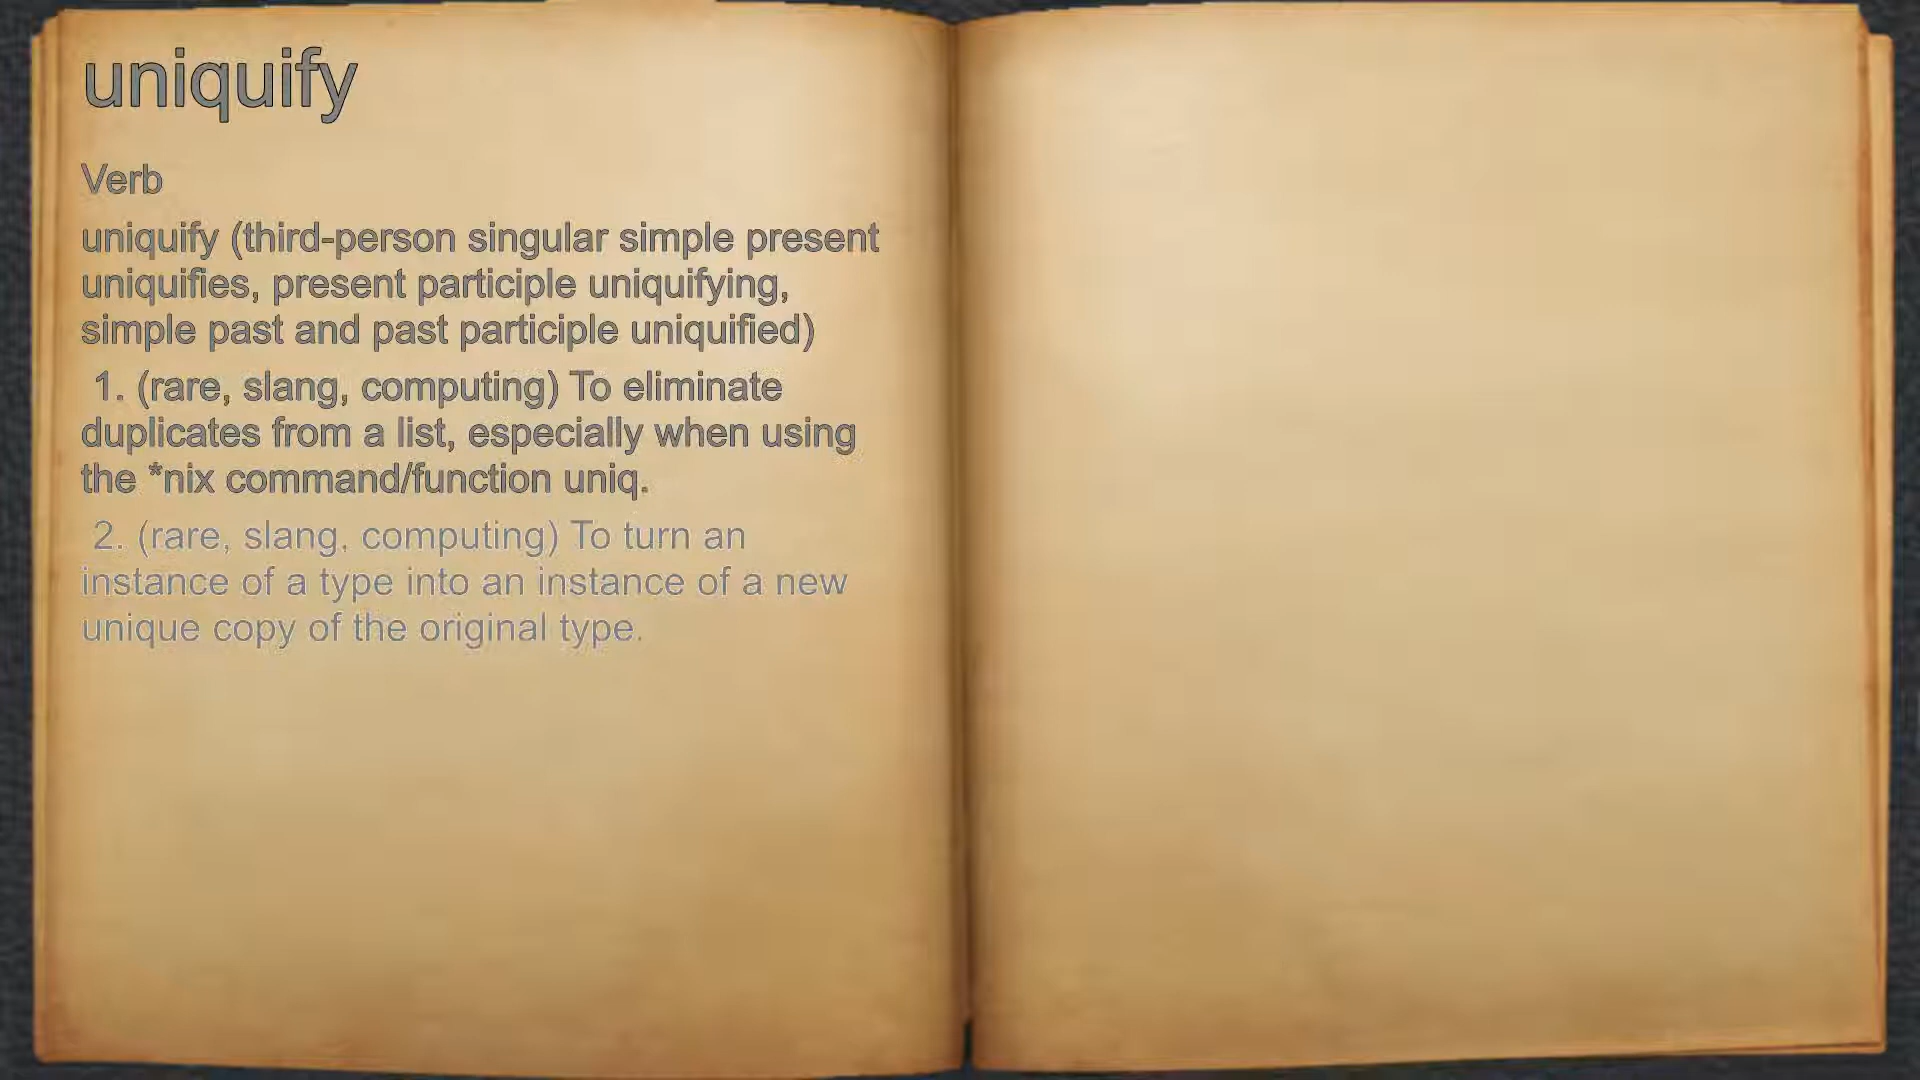 uniquify
Verb
uniquify (third-person singular simple present
uniquifies, present participle uniquifying,
simple past and past participle uniquified)
1. (rare, slang, computing) To eliminate
duplicates from a list, especially when using
the *nix command/function uniq.
2. (rare, slang, computing) To turn an
instance of a type into an instance of a new
unique copy of the original type.